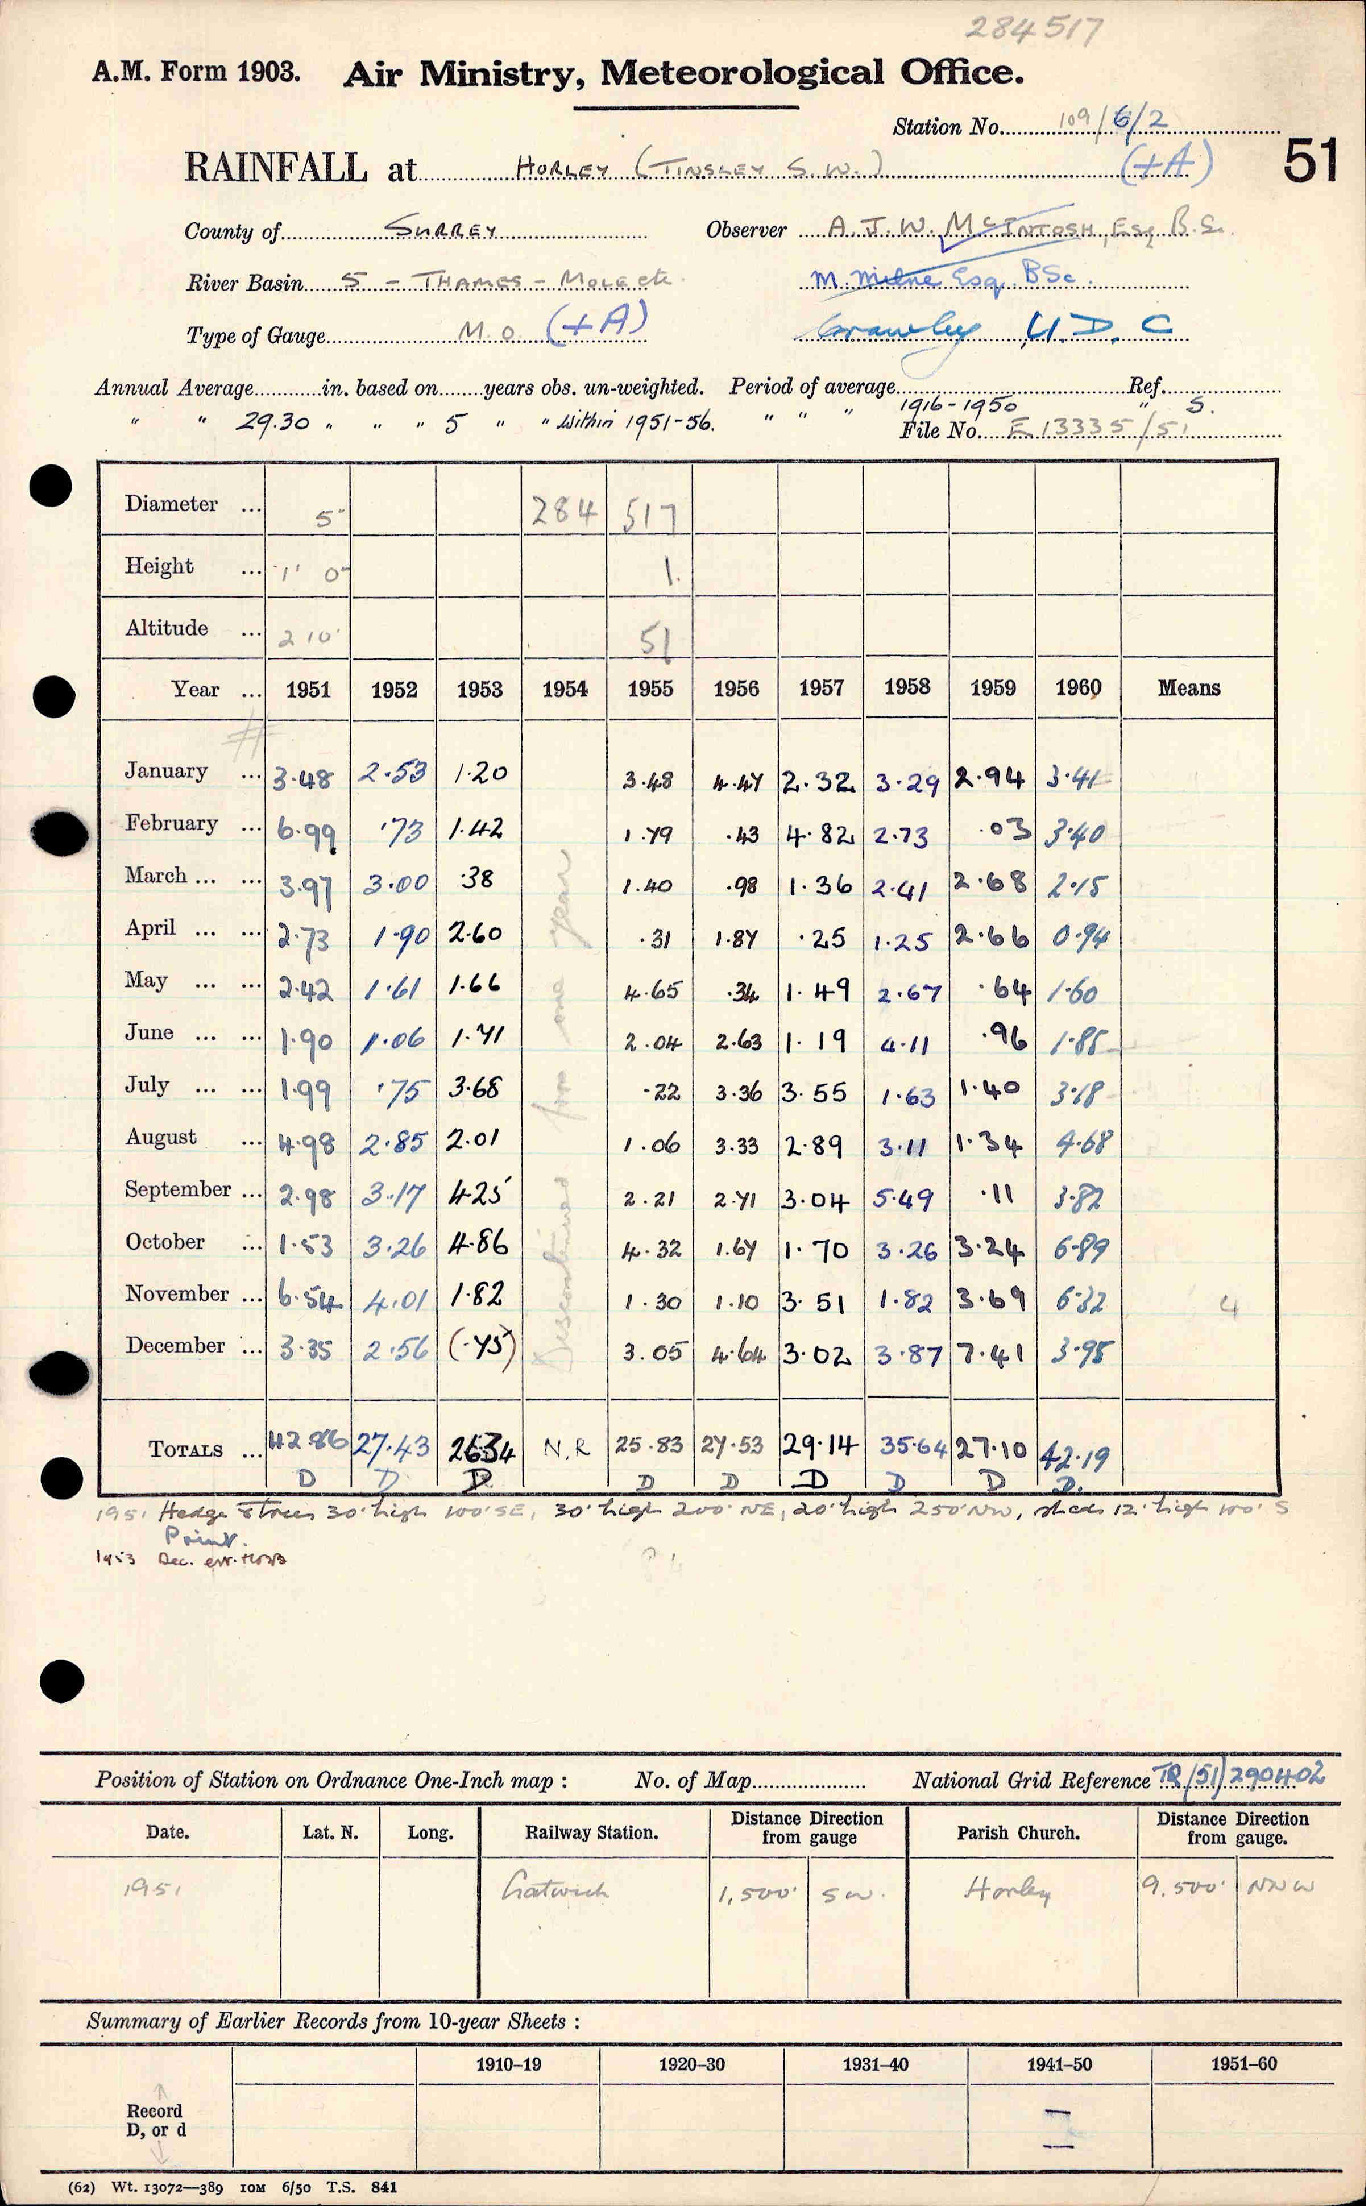 284517
A.M. Form 1903. Air Ministry, Meteorological Office.
Station No. 109/6/2
RAINFALL at HORLEY (TINSLEY S.W.) (+A) 51
County of SURREY Observer A.J.W. McINTOSH, Esq B.Sc.
River Basin 5 - THAMES - MOLE etc. M. Milne Esq. BSc.
Type of Gauge M.O. (+A) Crawley U.D.C
Annual Average in. based on years obs. un-weighted. Period of average Ref.
" " 29.30 " " " 5 " " Within 1951-56. " " " 1916-1950 " S.
File No. E 13335/51
Diameter ... 5" 284 517
Height ... 1' 0" 1.
Altitude ... 210' 51
Year ... 1951 1952 1953 1954 1955 1956 1957 1958 1959 1960 Means
#
January ... 3.48 2.53 1.20 3.48 4.47 2.32 3.29 2.94 3.41
February ... 6.99 .73 1.42 1.79 .43 4.82 2.73 .03 3.40
March ... ... 3.97 3.00 .38 1.40 .98 1.36 2.41 2.68 2.15
April ... ... 2.73 1.90 2.60 .31 1.87 .25 1.25 2.66 0.94
May ... ... 2.42 1.61 1.66 4.65 .34 1.49 2.67 .64 1.60
June ... ... 1.90 1.06 1.71 2.04 2.63 1.19 4.11 .96 1.85
July ... ... 1.99 .75 3.68 .22 3.36 3.55 1.63 1.40 3.18
August ... 4.98 2.85 2.01 1.06 3.33 2.89 3.11 1.34 4.68
September ... 2.98 3.17 4.25 2.21 2.71 3.04 5.49 .11 3.82
October ... 1.53 3.26 4.86 4.32 1.67 1.70 3.26 3.24 6.89
November ... 6.54 4.01 1.82 1.30 1.10 3.51 1.82 3.69 6.32 4
December ... 3.35 2.56 (.75) 3.05 4.64 3.02 3.87 7.41 3.95
Discontinued for one year
TOTALS ... 42.86 27.43 26.34 N.R 25.83 27.53 29.14 35.64 27.10 42.19
D D D D D D D D D.
1951 Hedge & trees 30' high 100' SE, 30' high 200' NE, 20' high 250' NW, shed 12' high 100' S
1953 Dec.
Position of Station on Ordnance One-Inch map : No. of Map National Grid Reference TQ (51) 290402
Date. Lat. N. Long. Railway Station. Distance Direction from gauge Parish Church. Distance Direction from gauge.
1951 Gatwick 1,500' SW. Horley 9,500' NNW
Summary of Earlier Records from 10-year Sheets :
1910–19 1920–30 1931–40 1941–50 1951–60
Record
D, or d
(62) Wt. 13072—389 10M 6/50 T.S. 841